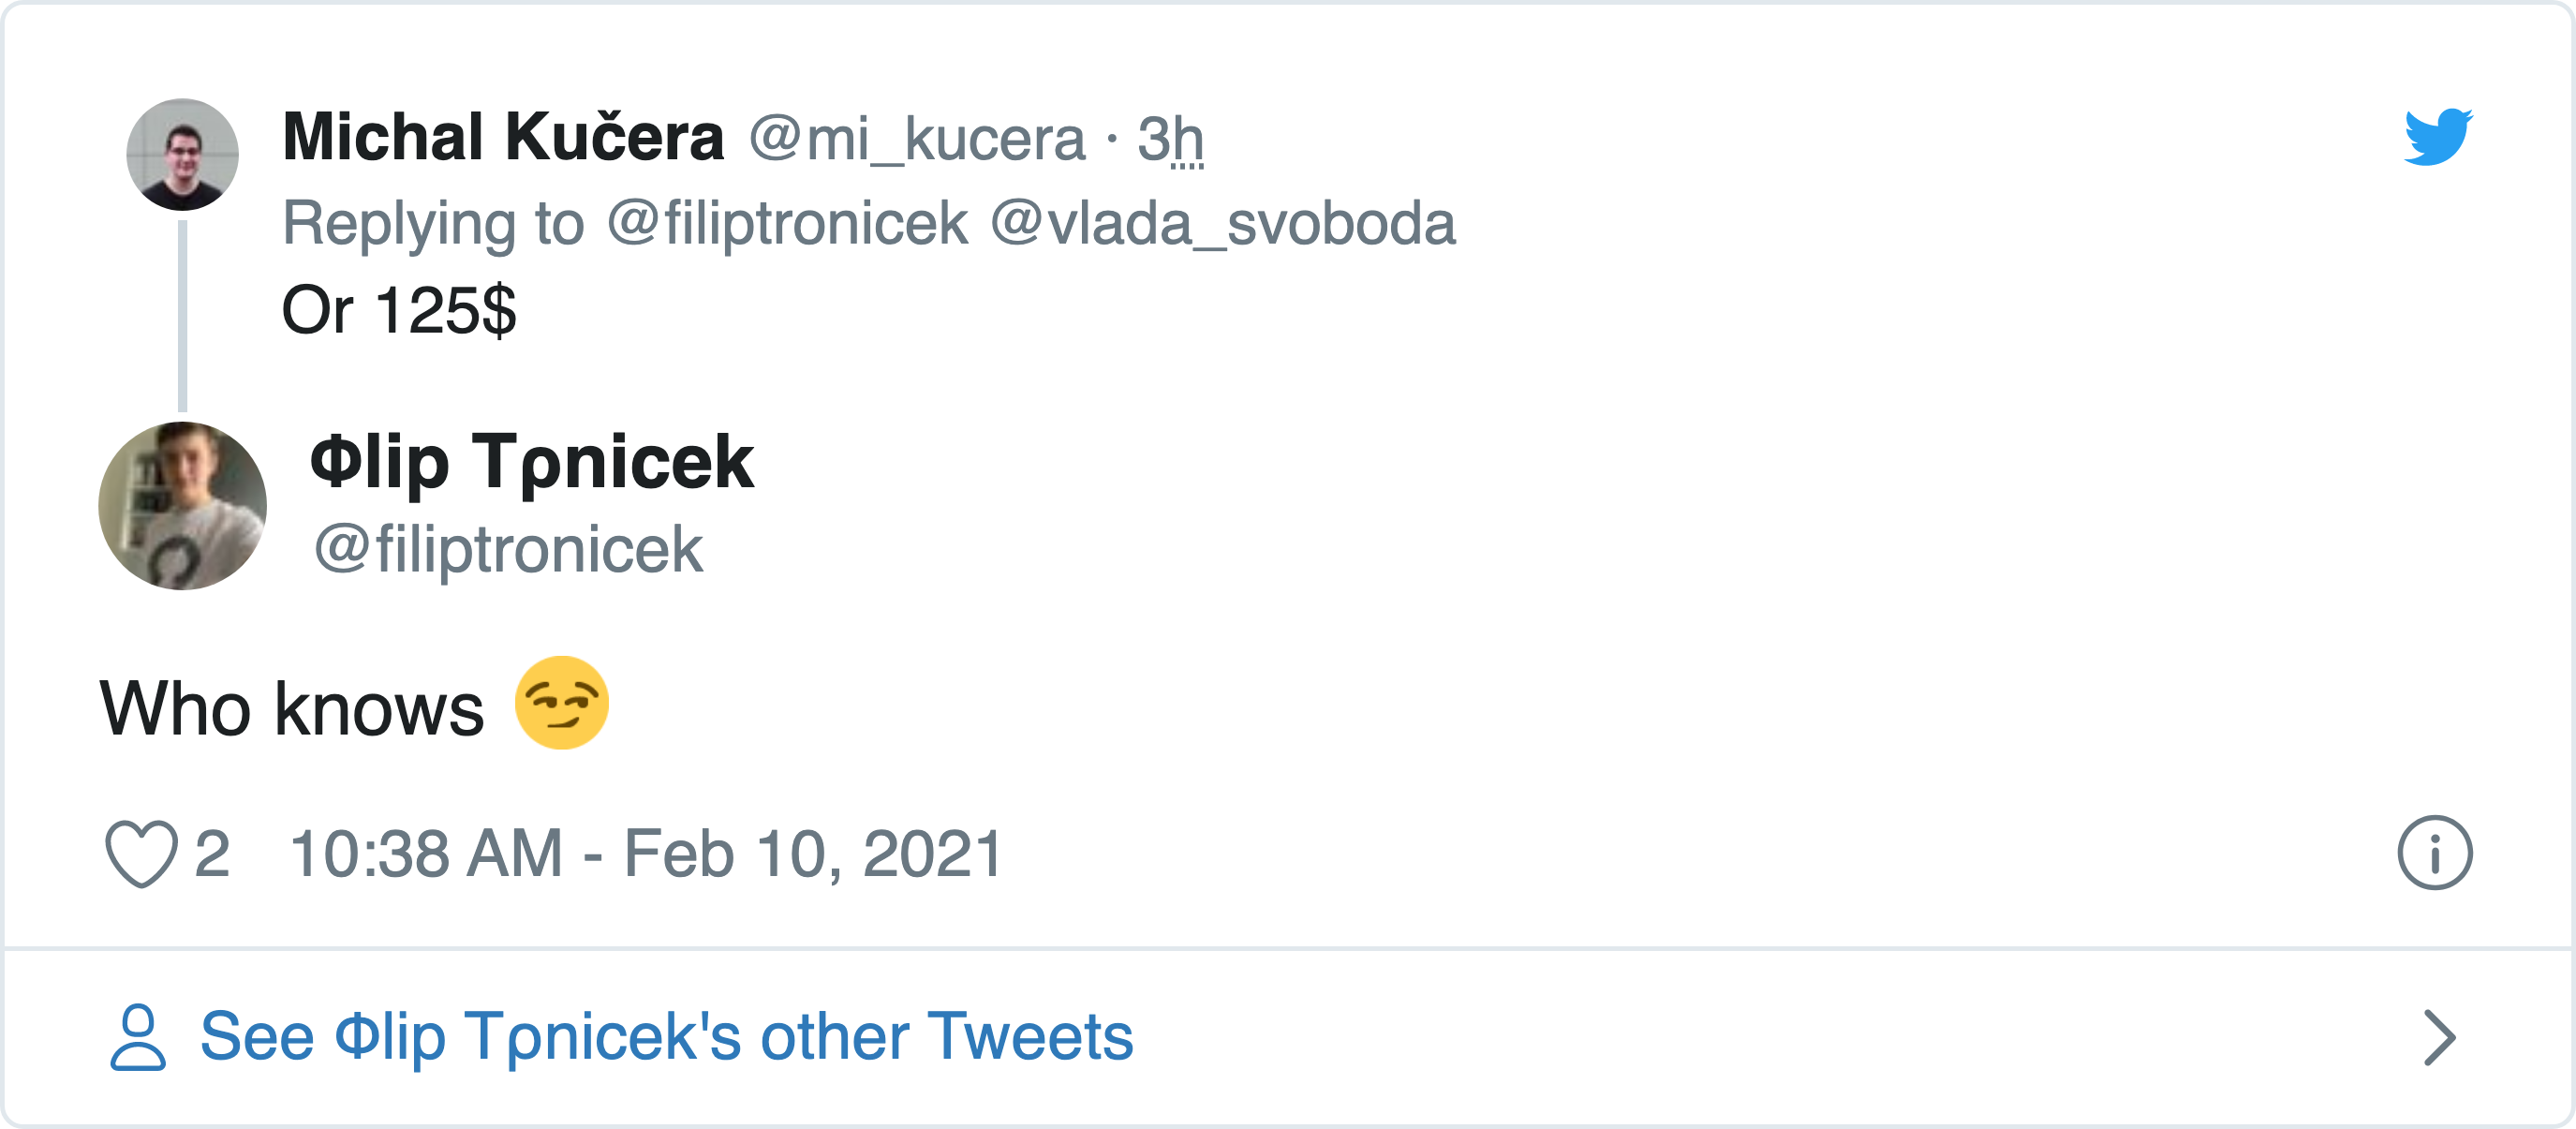 Michal Kučera @mi_kucera · 3h
Replying to @filiptronicek @vlada_svoboda
Or 125$
Φlip Tρnicek
@filiptronicek
Who knows 😏
2 10:38 AM - Feb 10, 2021
See Φlip Tρnicek's other Tweets